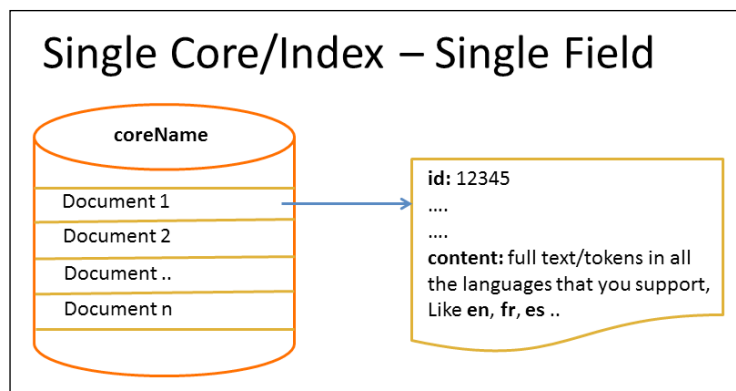 Single Core/Index – Single Field
coreName
Document 1
Document 2
Document ..
Document n
id: 12345
....
....
content: full text/tokens in all
the languages that you support,
Like en, fr, es ..